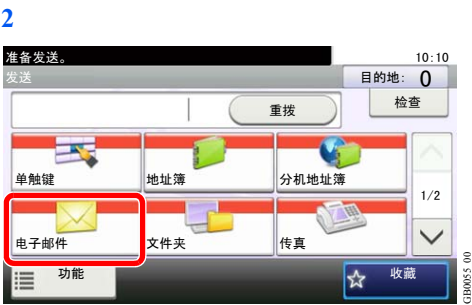 2
准备发送。 10:10
发送 目的地: 0
重拨 检查
单触键 地址簿 分机地址簿
1/2
电子邮件 文件夹 传真
功能 收藏
GB0055_00